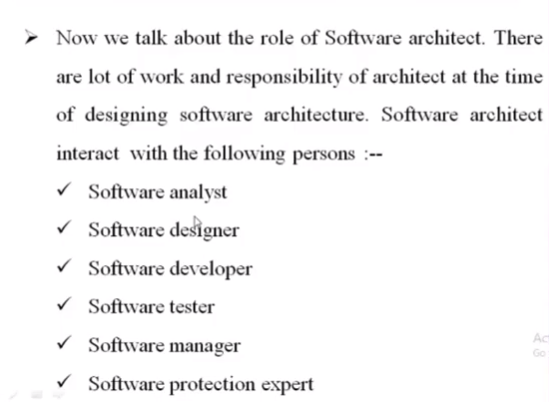 ➢ Now we talk about the role of Software architect. There
are lot of work and responsibility of architect at the time
of designing software architecture. Software architect
interact with the following persons :--
✓ Software analyst
✓ Software designer
✓ Software developer
✓ Software tester
✓ Software manager
✓ Software protection expert
Go